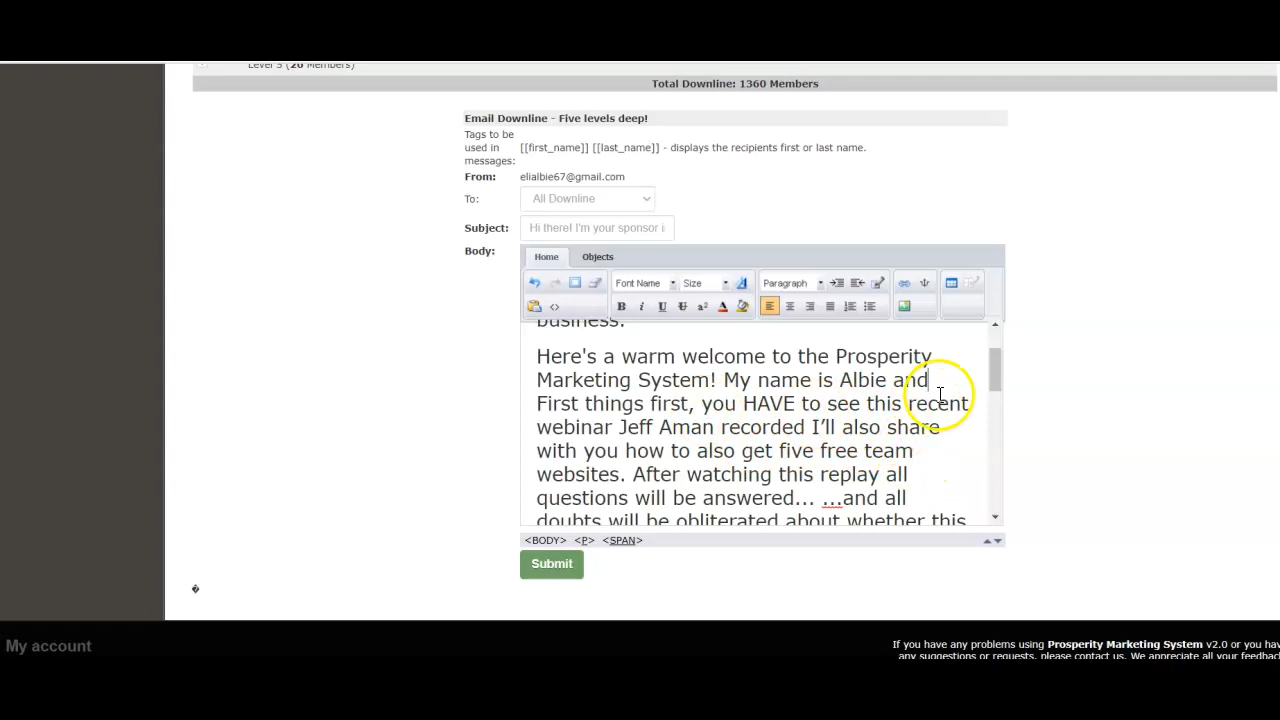 Level 5 (20 Members)
Total Downline: 1360 Members
Email Downline - Five levels deep!
Tags to be
used in
messages:
[[first_name]] [[last_name]] - displays the recipients first or last name.
From: elialbie67@gmail.com
To: All Downline
Subject: Hi there! I'm your sponsor i
Body:
Home Objects
Font Name Size Paragraph
business.
Here's a warm welcome to the Prosperity
Marketing System! My name is Albie and
First things first, you HAVE to see this recent
webinar Jeff Aman recorded I’ll also share
with you how to also get five free team
websites. After watching this replay all
questions will be answered… …and all
doubts will be obliterated about whether this
<BODY> <P> <SPAN>
Submit
My account
If you have any problems using Prosperity Marketing System v2.0 or you hav
any suggestions or requests, please contact us. We appreciate all your feedbac